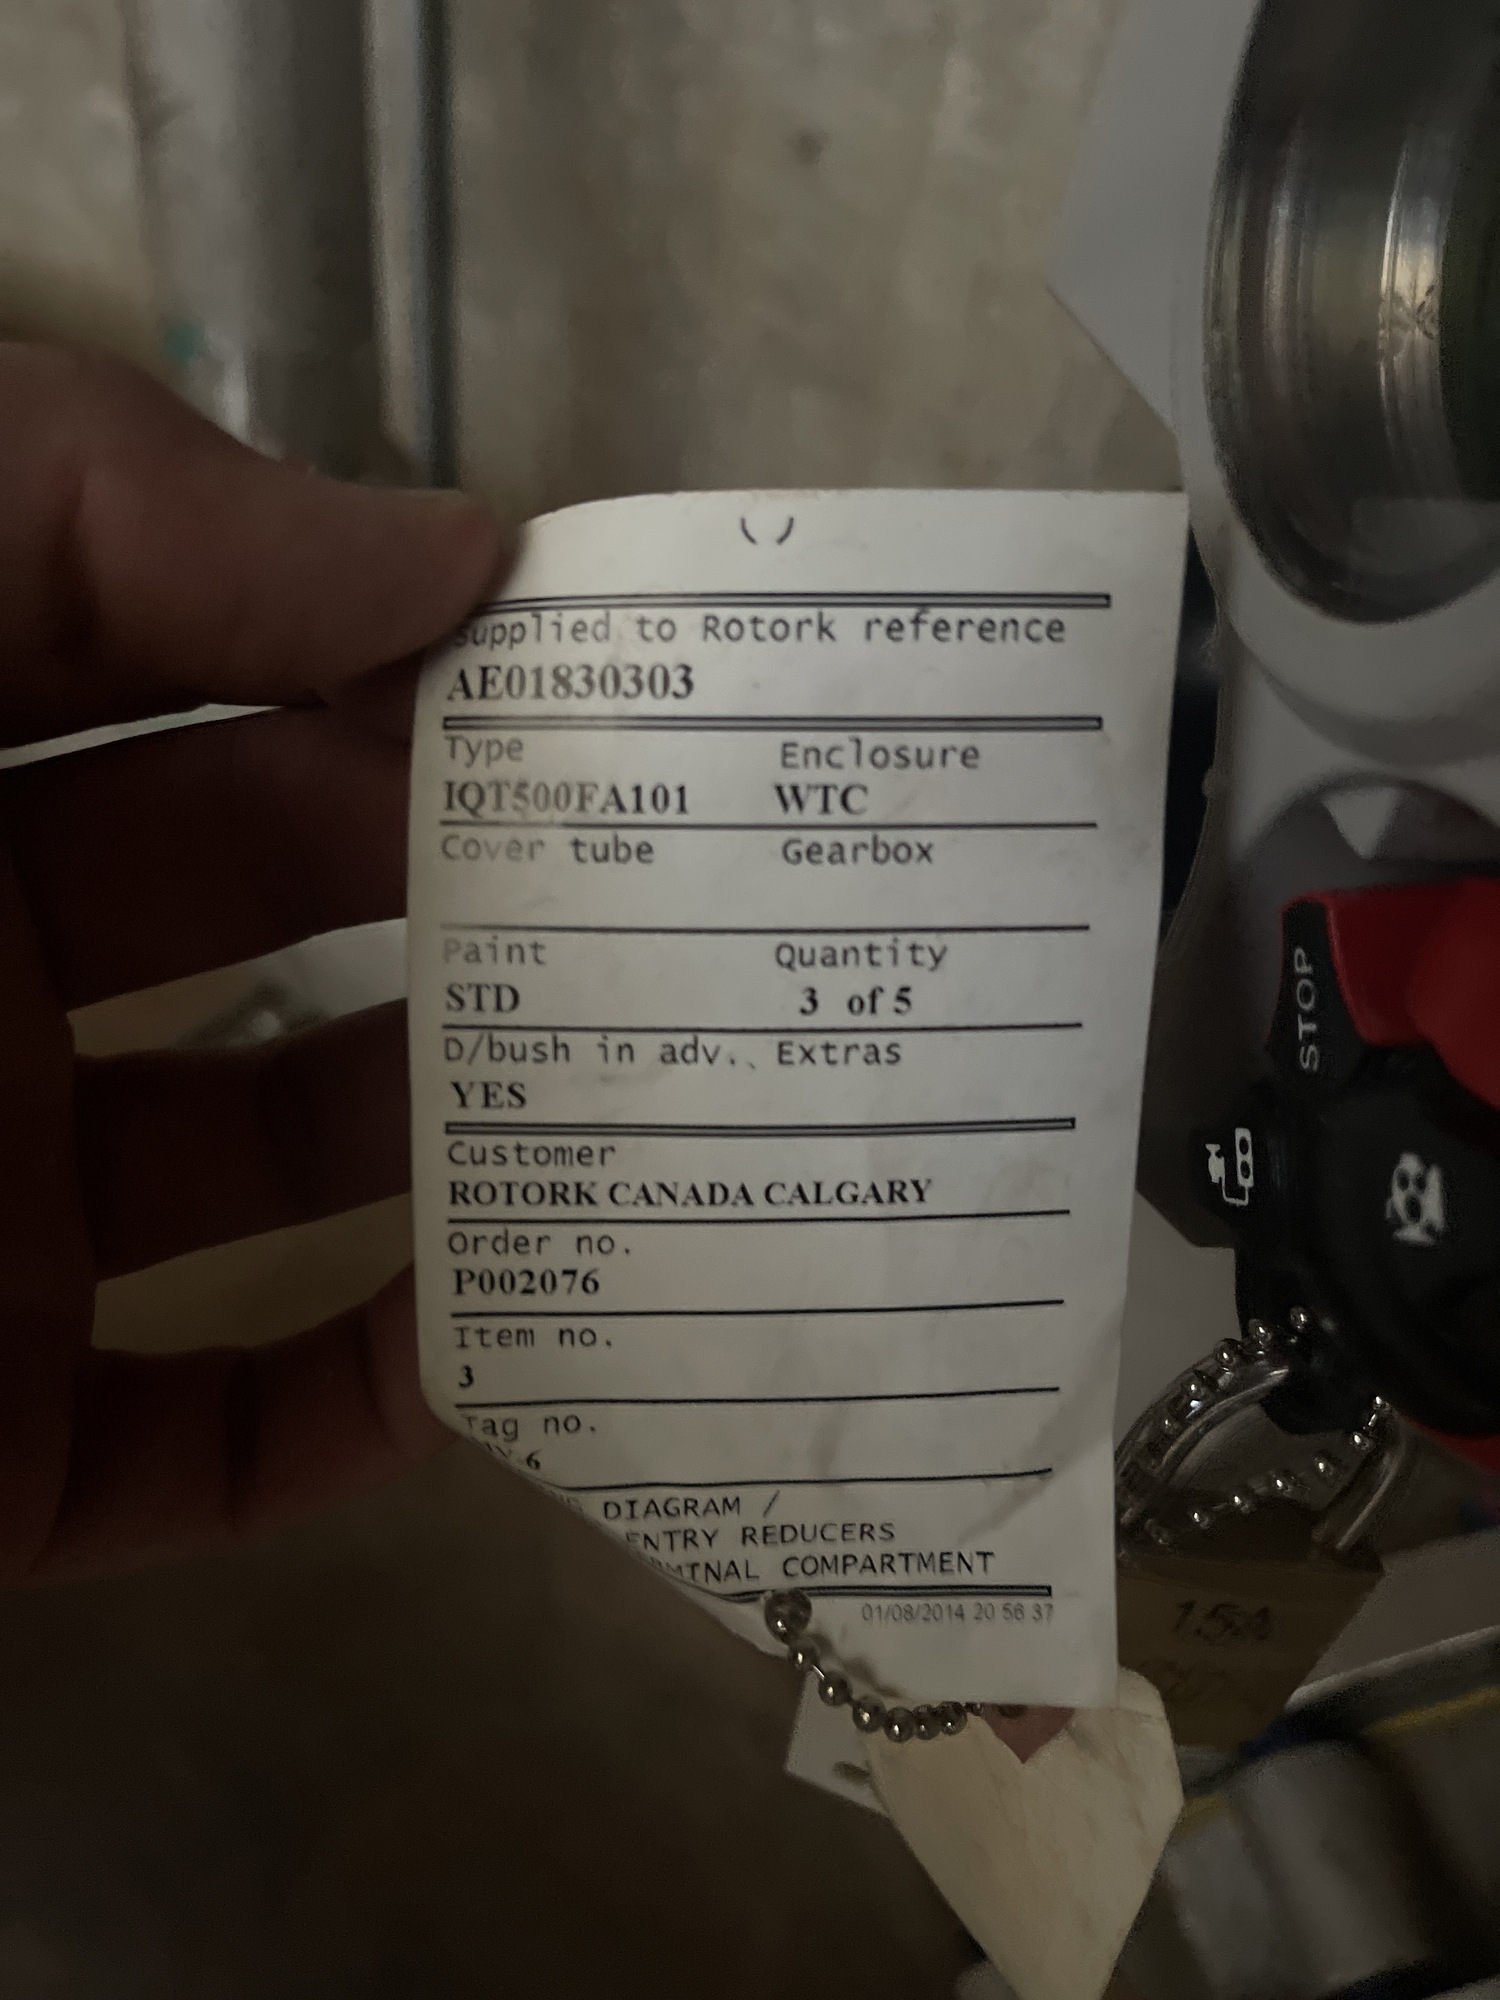 supplied to Rotork reference
AE01830303
Type Enclosure
IQT500FA101 WTC
Cover tube Gearbox
Paint Quantity
STD 3 of 5
D/bush in adv.. Extras
YES
Customer
ROTORK CANADA CALGARY
Order no.
P002076
Item no.
3
Tag no.
6
DIAGRAM /
ENTRY REDUCERS
COMPARTMENT
01/08/2014 20 56 37
STOP